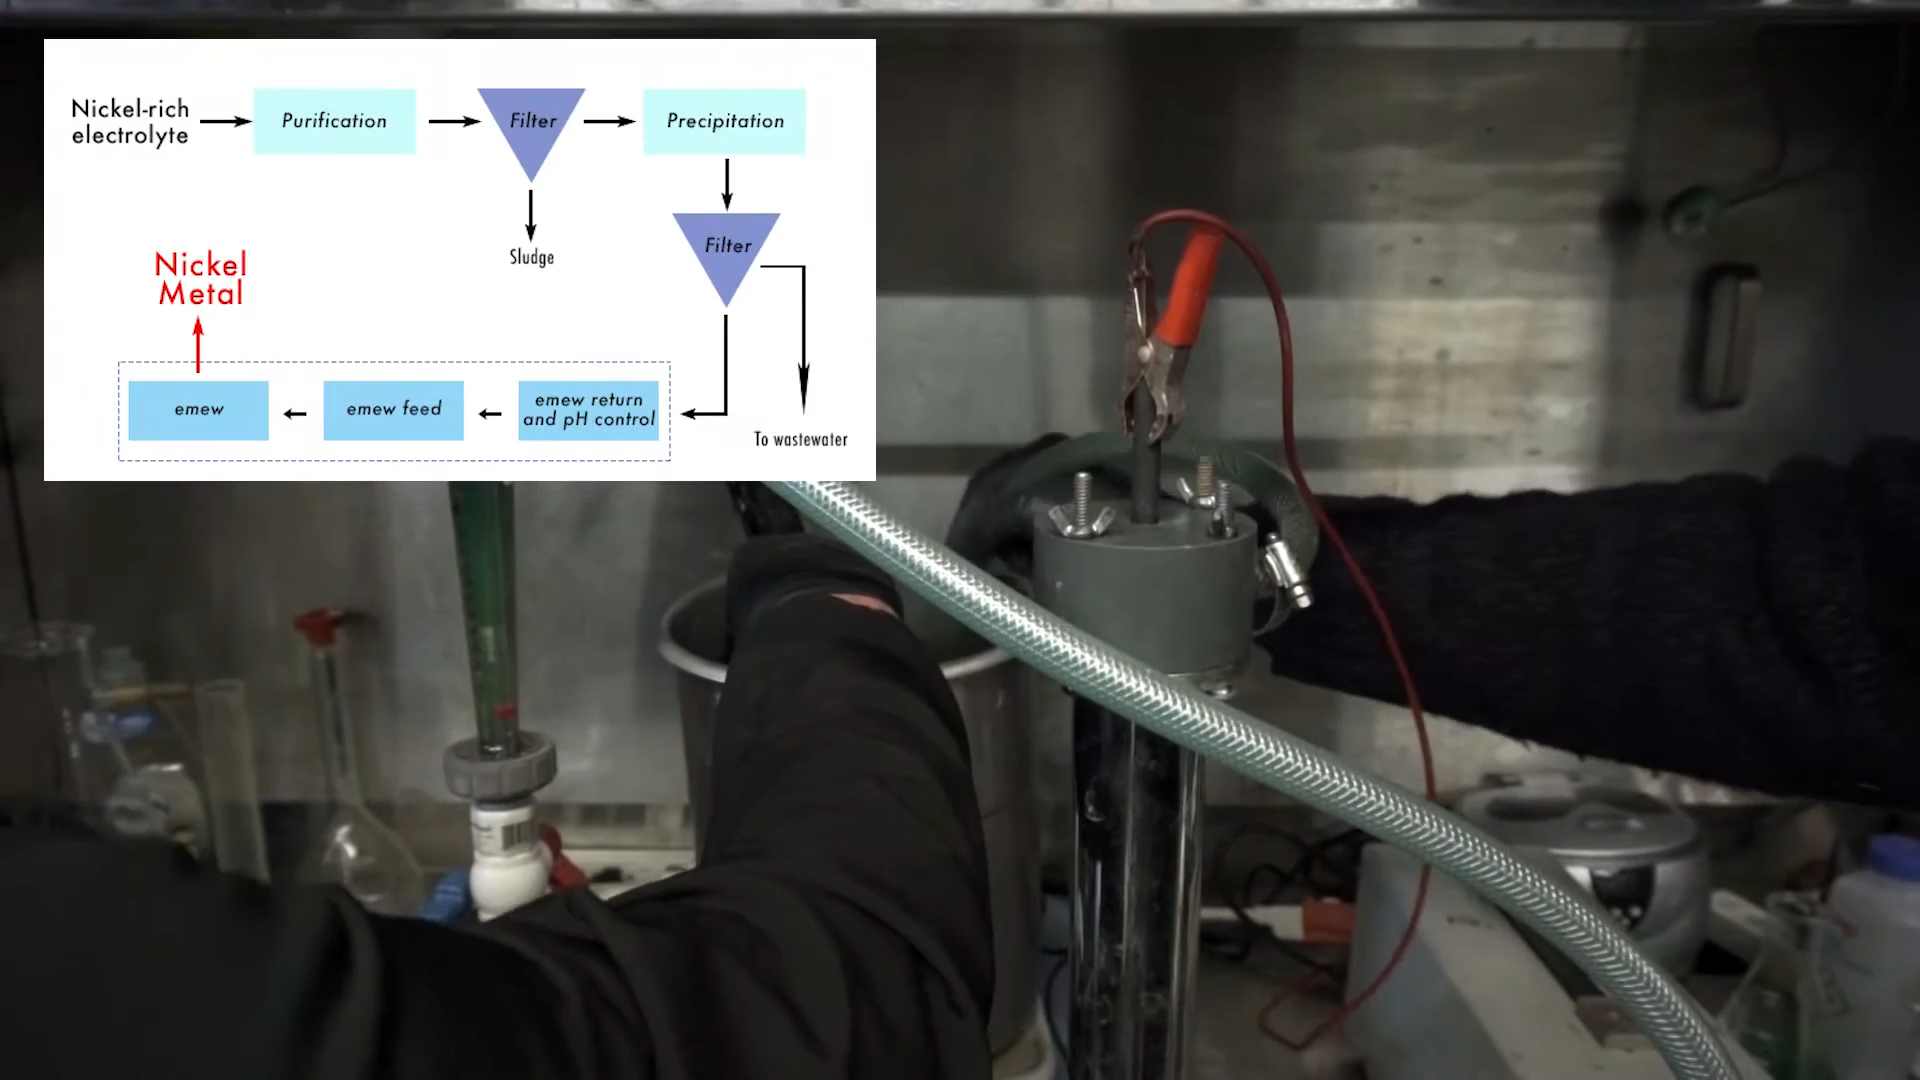 Nickel-rich
electrolyte
Purification
Filter
Precipitation
Sludge
Filter
To wastewater
emew return
and pH control
emew feed
emew
Nickel
Metal